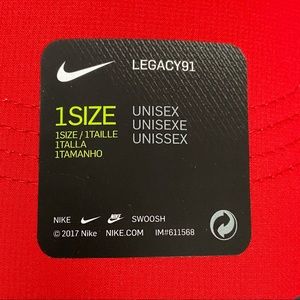 LEGACY91
1SIZE
1SIZE / 1TAILLE
1TALLA
1TAMANHO
UNISEX
UNISEXE
UNISSEX
NIKE SWOOSH
© 2017 Nike NIKE.COM IM#611568